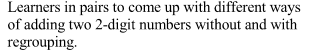 Learners in pairs to come up with different ways
of adding two 2-digit numbers without and with
regrouping.